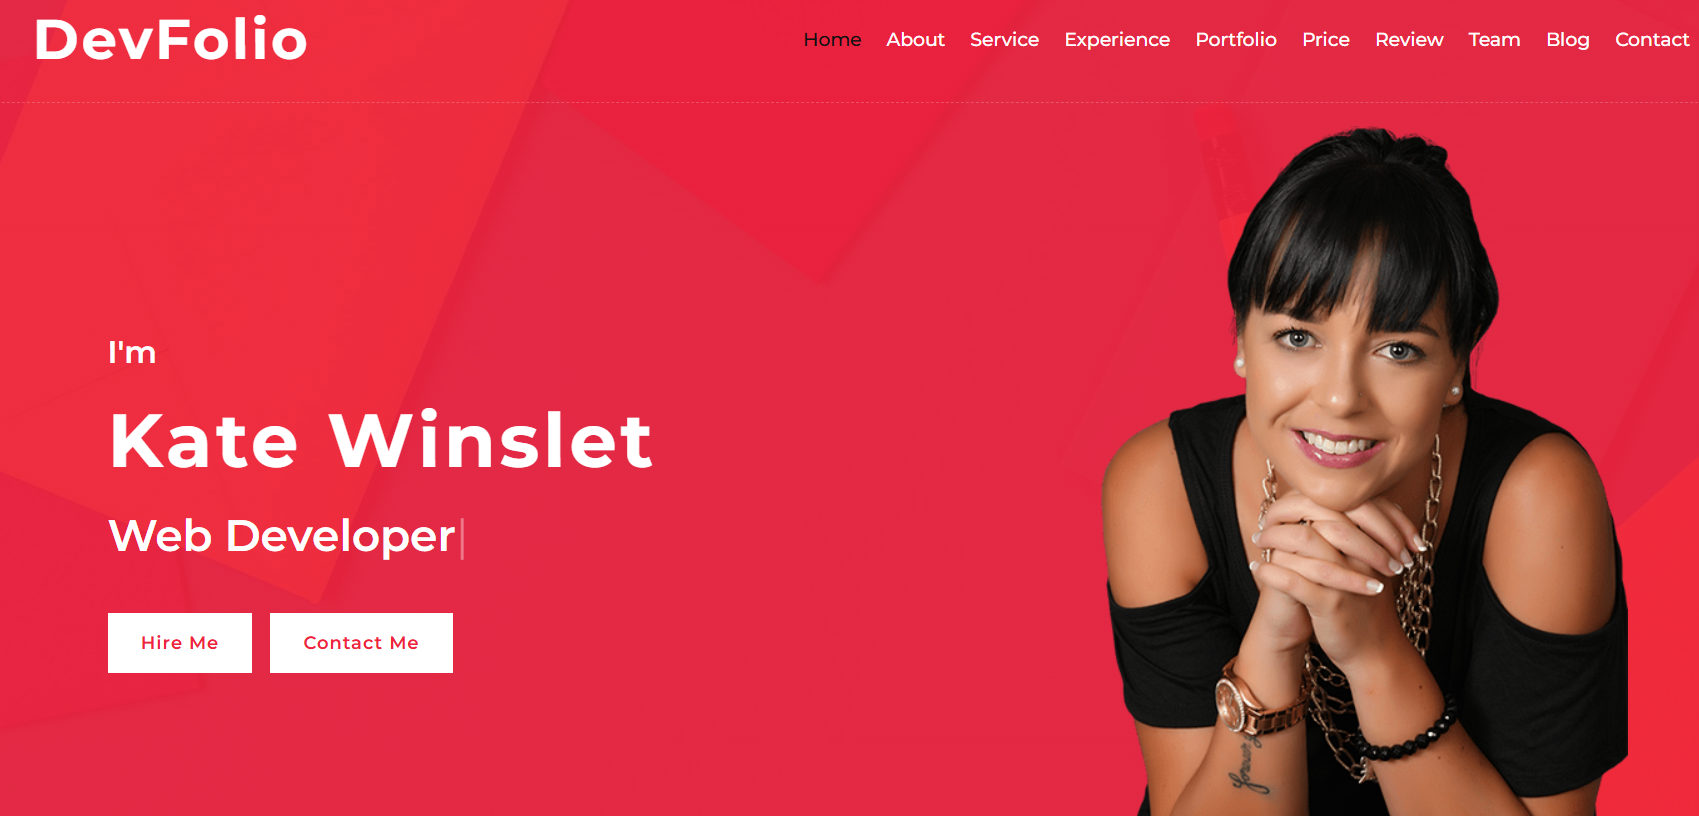 DevFolio
Home About Service Experience Portfolio Price Review Team Blog Contact
I'm
Kate Winslet
Web Developer
Hire Me Contact Me
forever